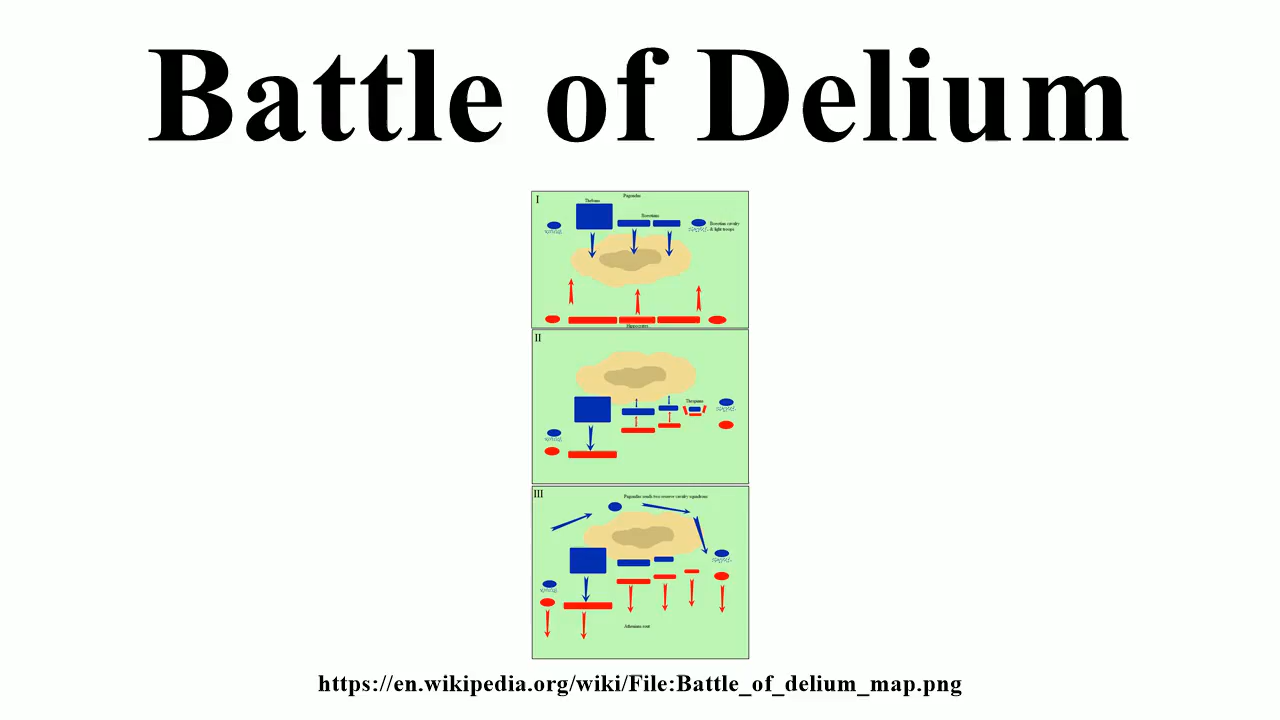 Battle of Delium
I
Pagondas
Thebans
Boeotians
Boeotian cavalry
& light troops
Hippocrates
II
Thespians
III
Pagondas sends two reserve cavalry squadrons
Athenian rout
https://en.wikipedia.org/wiki/File:Battle_of_delium_map.png